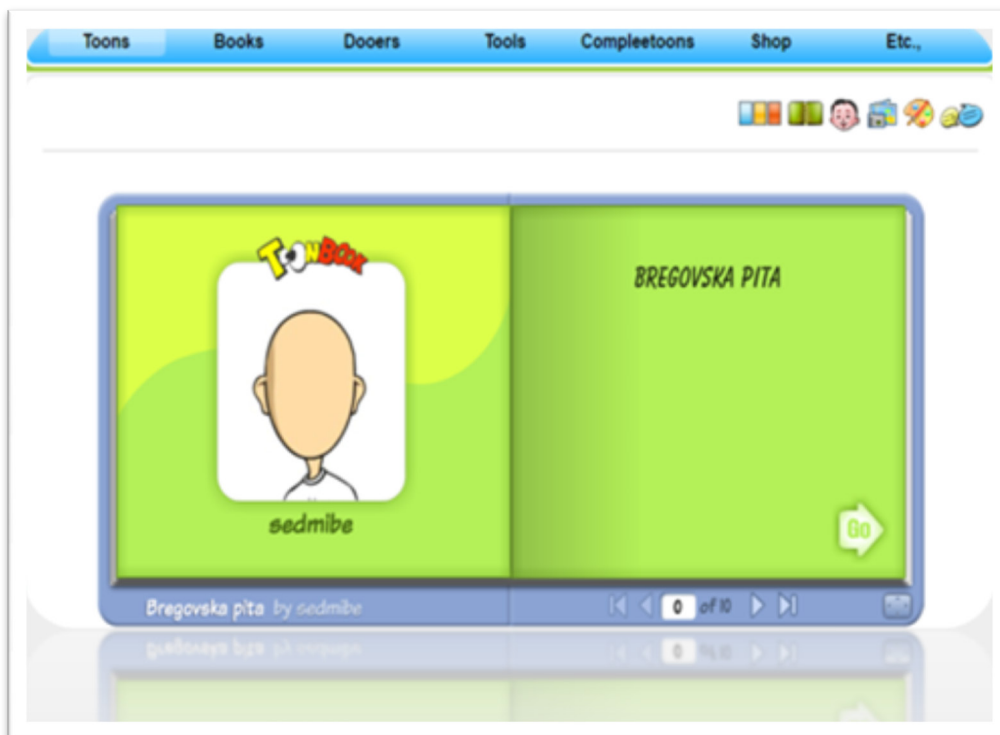 Toons Books Dooers Tools Compleetoons Shop Etc.,
TOONBOOK
sedmibe
BREGOVSKA PITA
Go
Bregovska pita by sedmibe 0 of 10